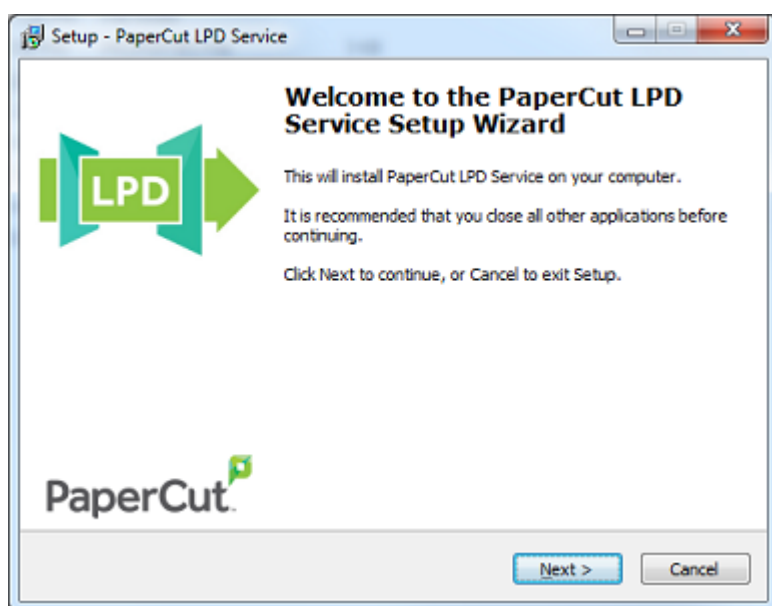 Setup - PaperCut LPD Service
Welcome to the PaperCut LPD
Service Setup Wizard
This will install PaperCut LPD Service on your computer.
It is recommended that you close all other applications before
continuing.
Click Next to continue, or Cancel to exit Setup.
LPD
PaperCut
Next >
Cancel